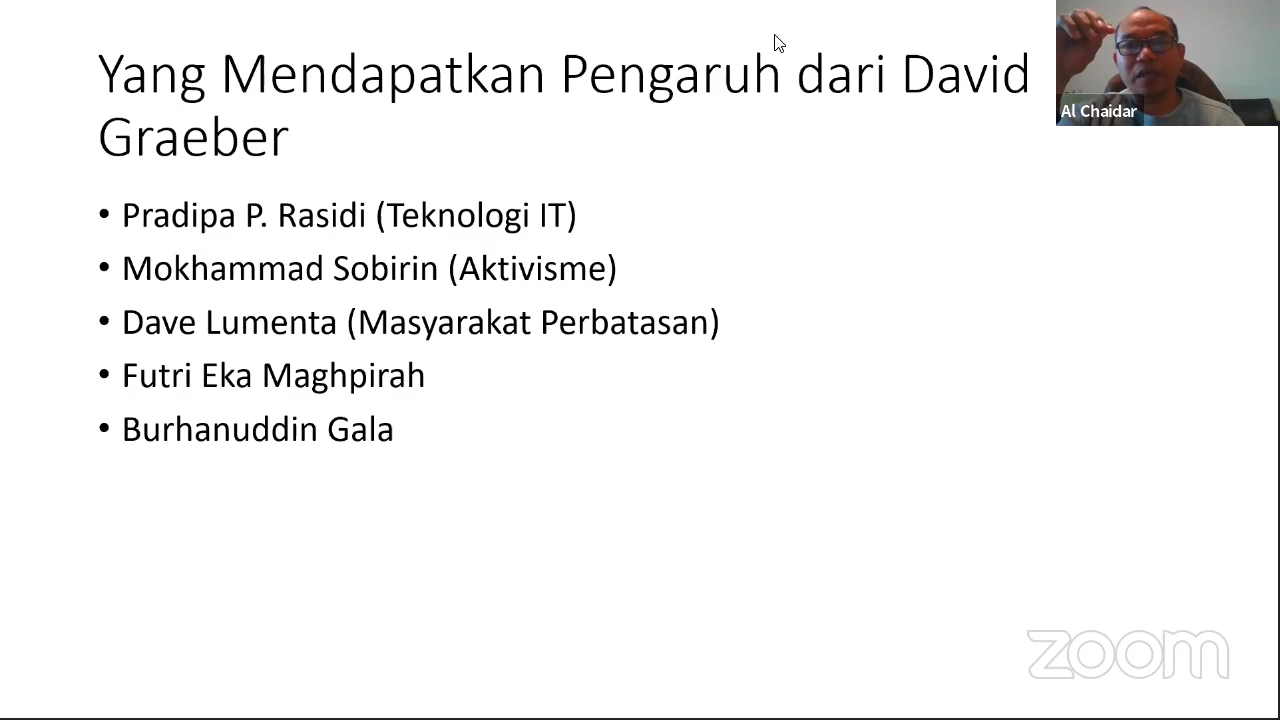 Yang Mendapatkan Pengaruh dari David
Graeber
Al Chaidar
• Pradipa P. Rasidi (Teknologi IT)
• Mokhammad Sobirin (Aktivisme)
• Dave Lumenta (Masyarakat Perbatasan)
• Futri Eka Maghpirah
• Burhanuddin Gala
zoom